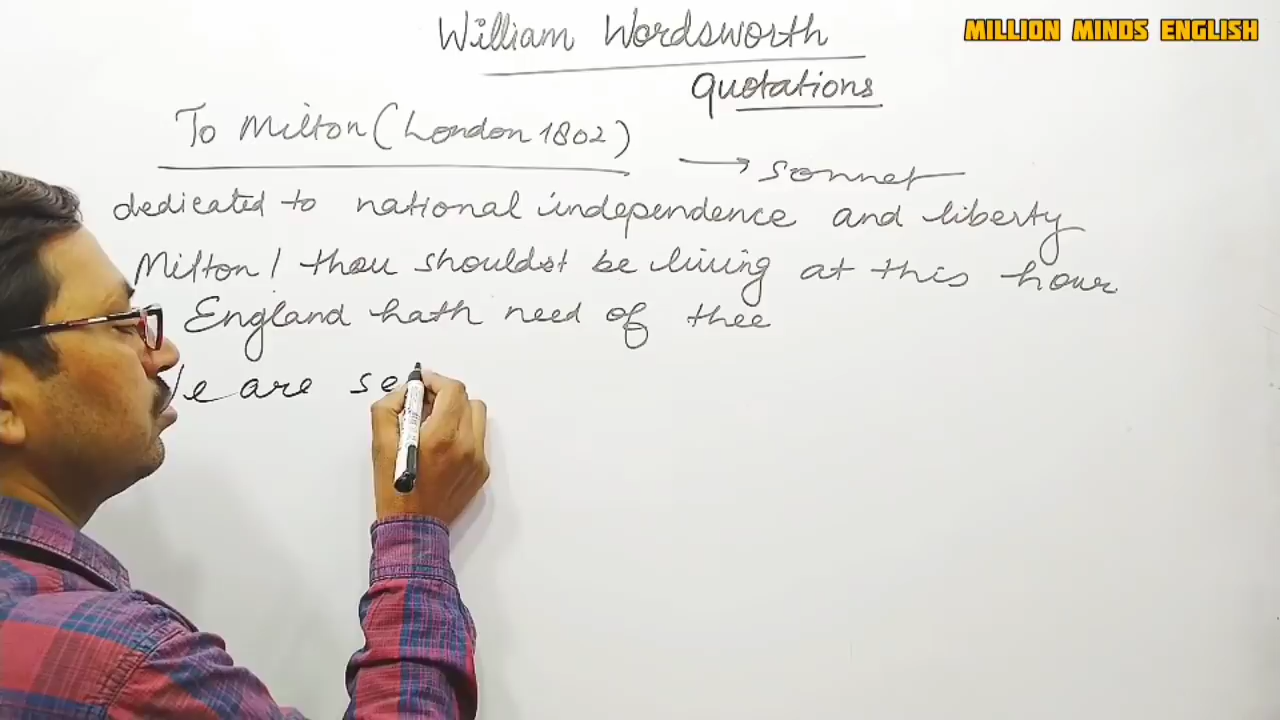 William Wordsworth
MILLION MINDS ENGLISH
Quotations
To Milton (London 1802)
→ sonnet
dedicated to national independence and liberty
Milton! thou shouldst be living at this hour
England hath need of thee
are se